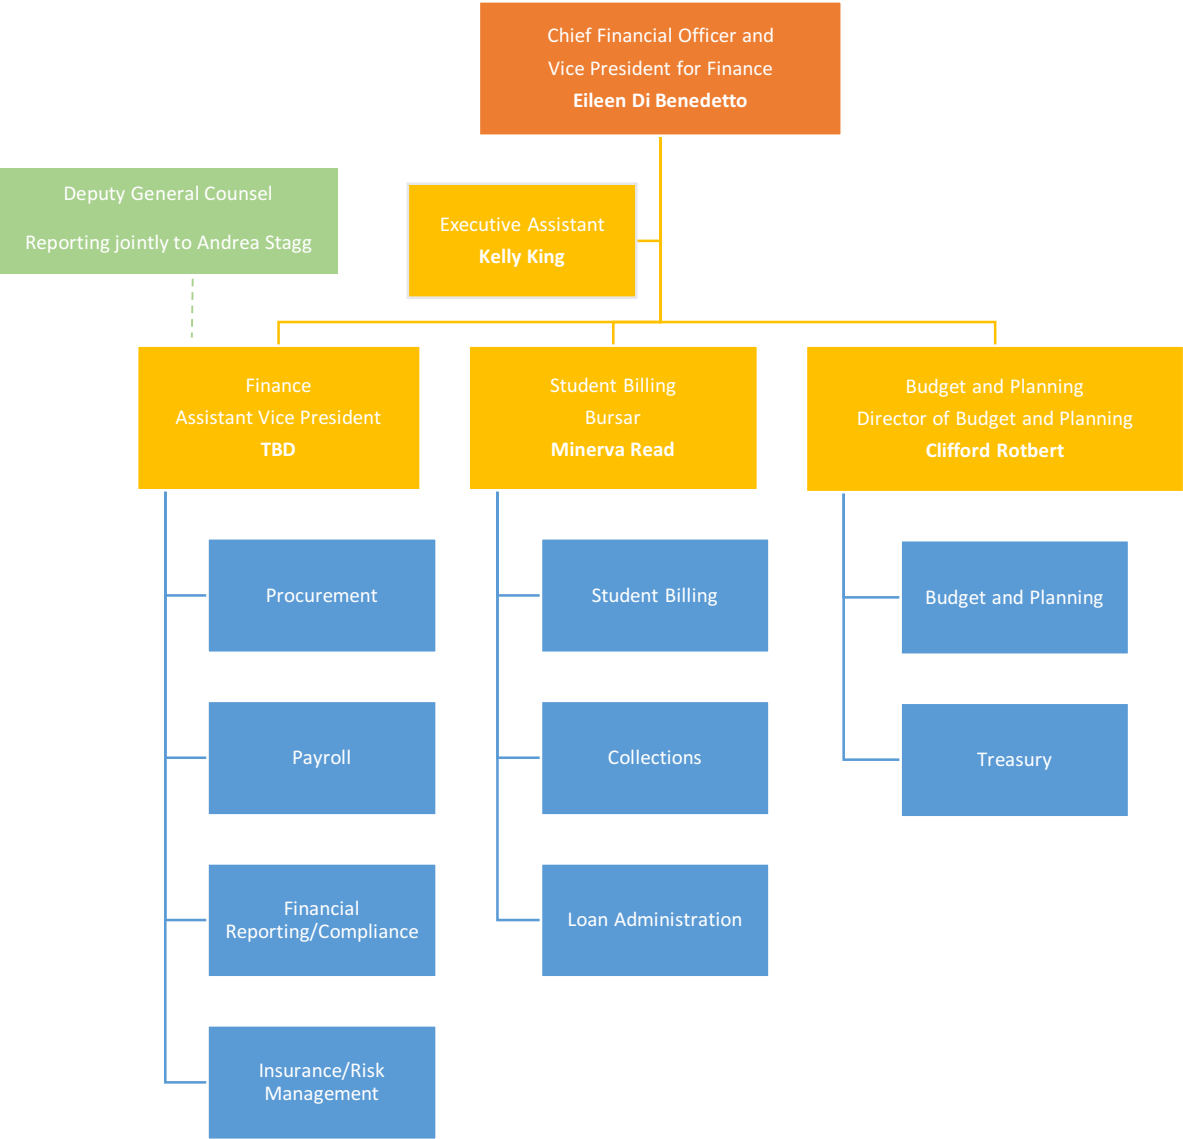 Chief Financial Officer and
Vice President for Finance
Eileen Di Benedetto
Deputy General Counsel
Reporting jointly to Andrea Stagg
Executive Assistant
Kelly King
Finance
Assistant Vice President
TBD
Student Billing
Bursar
Minerva Read
Budget and Planning
Director of Budget and Planning
Clifford Rotbert
Procurement
Payroll
Financial
Reporting/Compliance
Insurance/Risk
Management
Student Billing
Collections
Loan Administration
Budget and Planning
Treasury